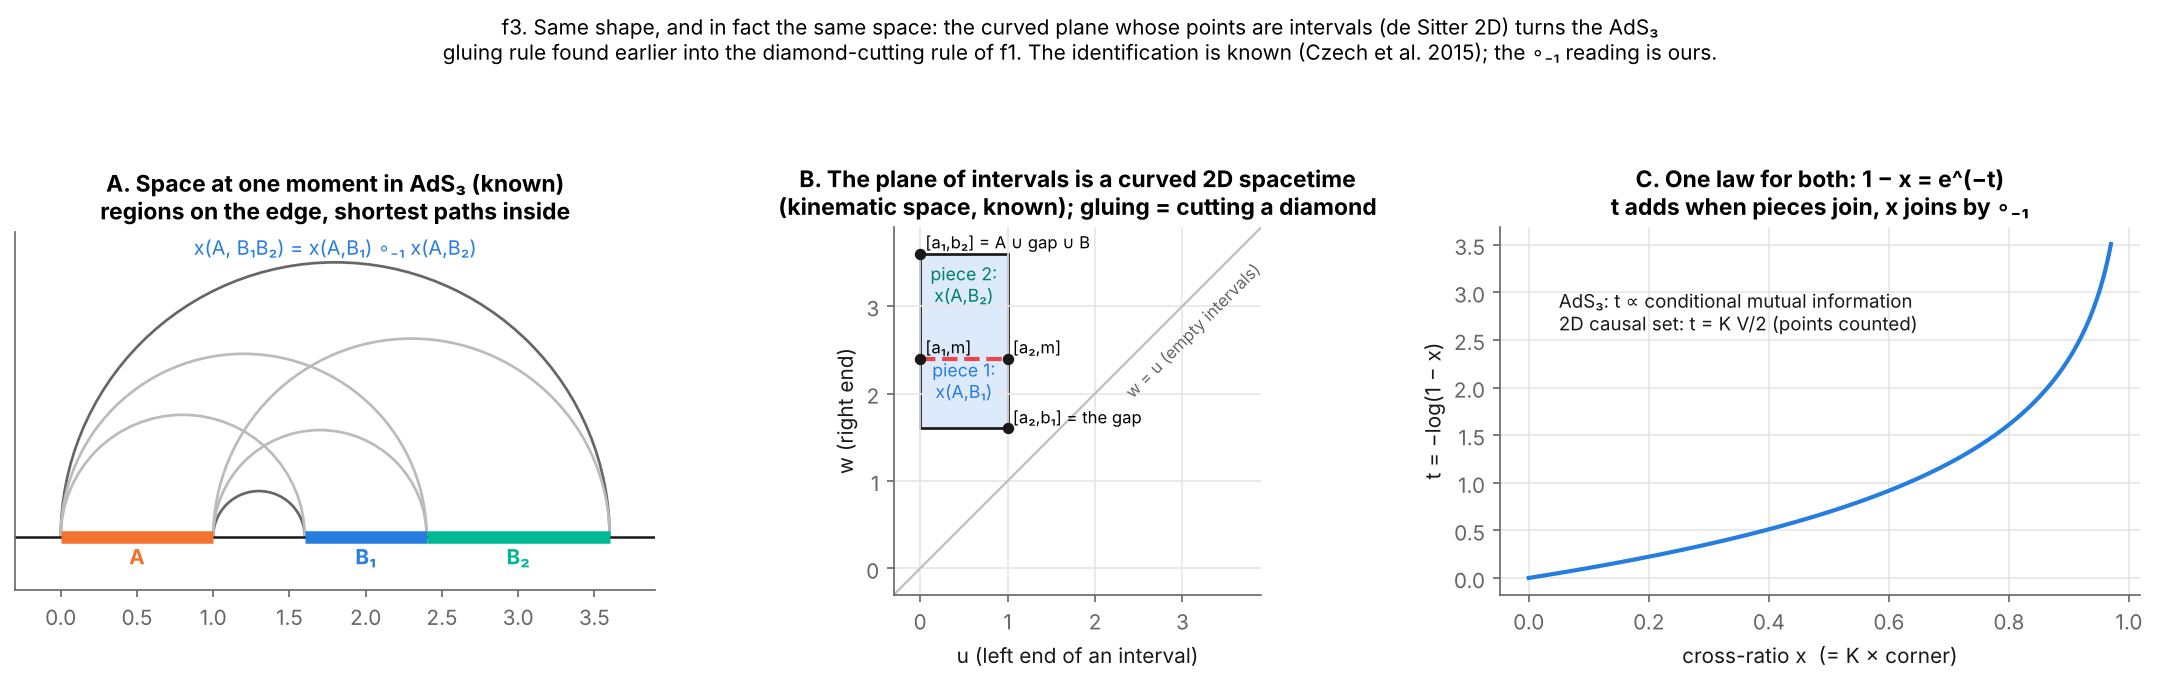 f3. Same shape, and in fact the same space: the curved plane whose points are intervals (de Sitter 2D) turns the AdS₃
gluing rule found earlier into the diamond-cutting rule of f1. The identification is known (Czech et al. 2015); the ∘₋₁ reading is ours.
A. Space at one moment in AdS₃ (known)
regions on the edge, shortest paths inside
x(A, B₁B₂) = x(A,B₁) ∘₋₁ x(A,B₂)
A
B₁
B₂
0.0 0.5 1.0 1.5 2.0 2.5 3.0 3.5
B. The plane of intervals is a curved 2D spacetime
(kinematic space, known); gluing = cutting a diamond
[a₁,b₂] = A ∪ gap ∪ B
piece 2:
x(A,B₂)
[a₁,m]
[a₂,m]
piece 1:
x(A,B₁)
[a₂,b₁] = the gap
w = u (empty intervals)
w (right end)
3
2
1
0
0 1 2 3
u (left end of an interval)
C. One law for both: 1 − x = e^(−t)
t adds when pieces join, x joins by ∘₋₁
AdS₃: t ∝ conditional mutual information
2D causal set: t = K V/2 (points counted)
t = −log(1 − x)
3.5
3.0
2.5
2.0
1.5
1.0
0.5
0.0
0.0 0.2 0.4 0.6 0.8 1.0
cross-ratio x (= K × corner)